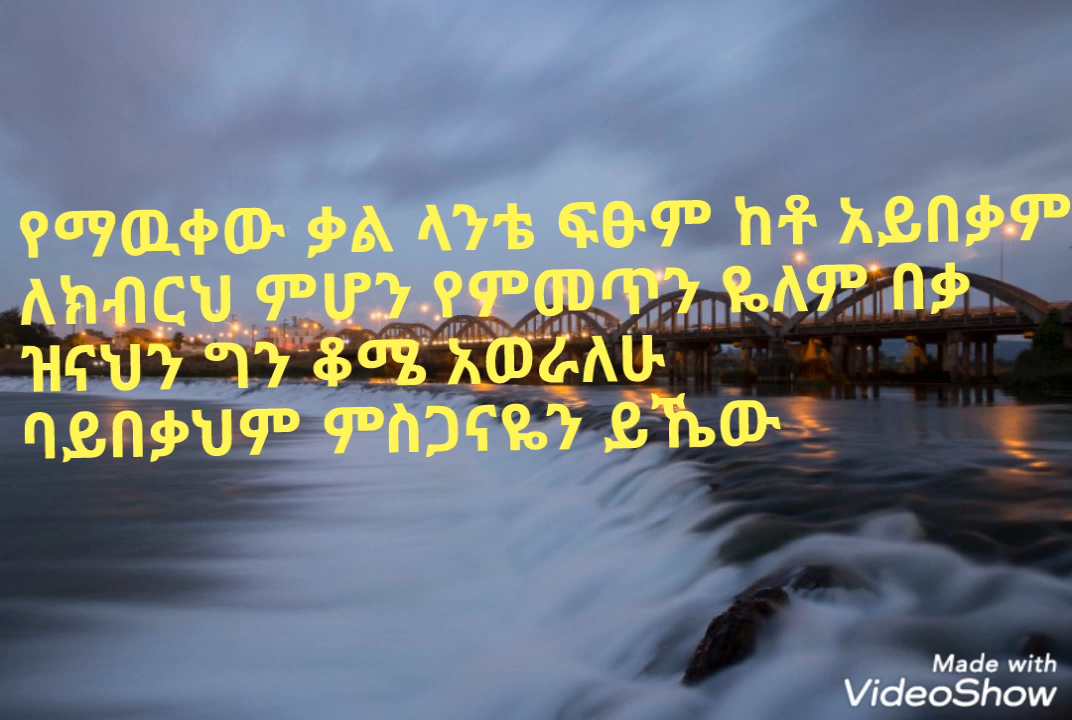 የማዉቀው ቃል ላንቴ ፍፁም ከቶ አይበቃም
ለክብርህ ምሆን የምመጥን ዬለም በቃ
ዝናህን ግን ቆሜ አወራለሁ
ባይበቃህም ምስጋናዬን ይኼው
Made with
VideoShow